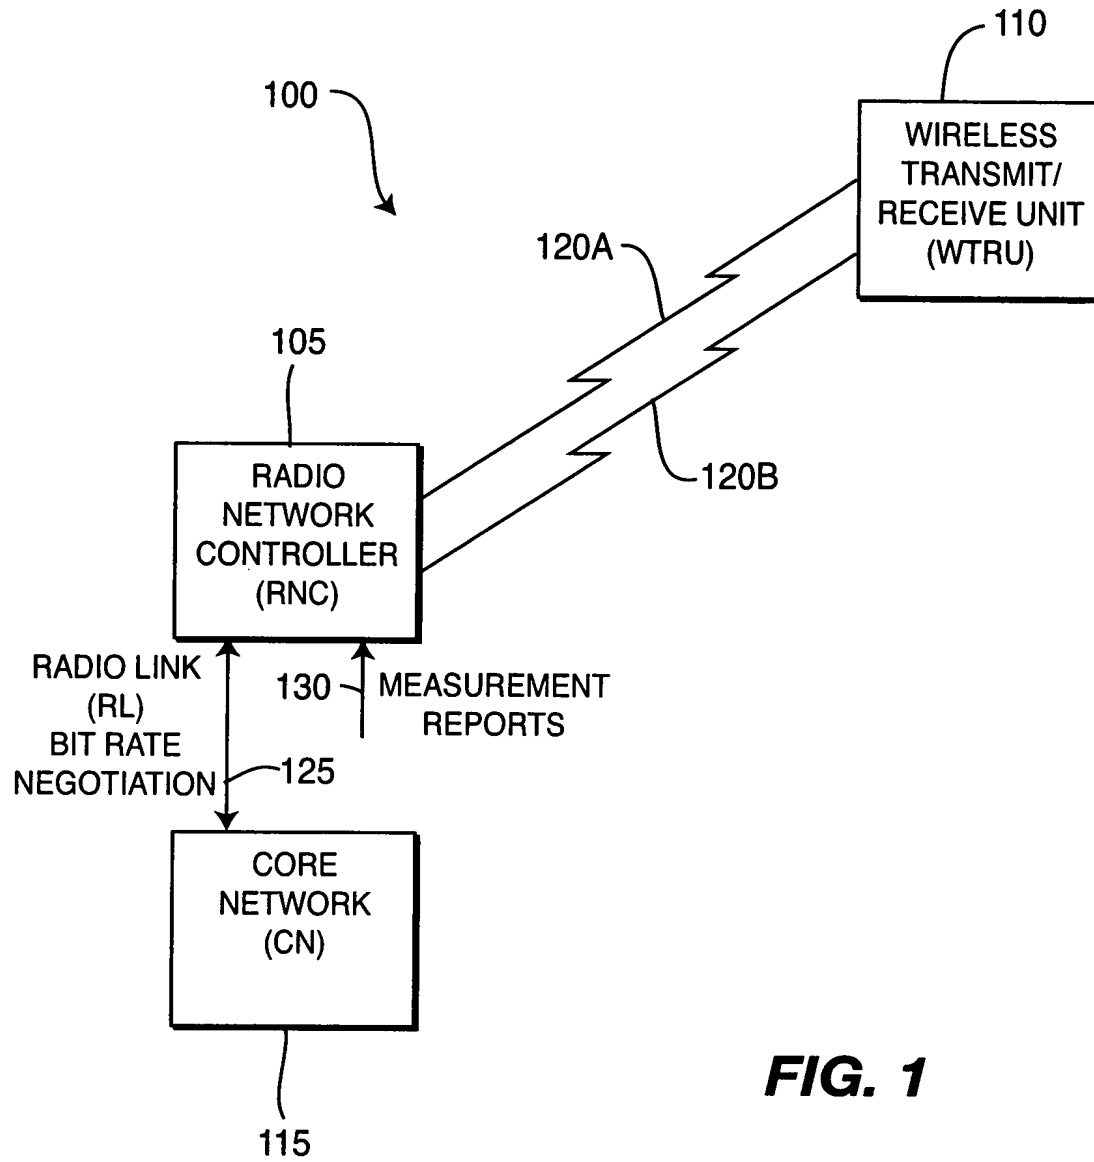 110
100
WIRELESS
TRANSMIT/
RECEIVE UNIT
(WTRU)
120A
105
120B
RADIO
NETWORK
CONTROLLER
(RNC)
RADIO LINK
(RL)
BIT RATE
NEGOTIATION
125
130
MEASUREMENT
REPORTS
CORE
NETWORK
(CN)
115
FIG. 1